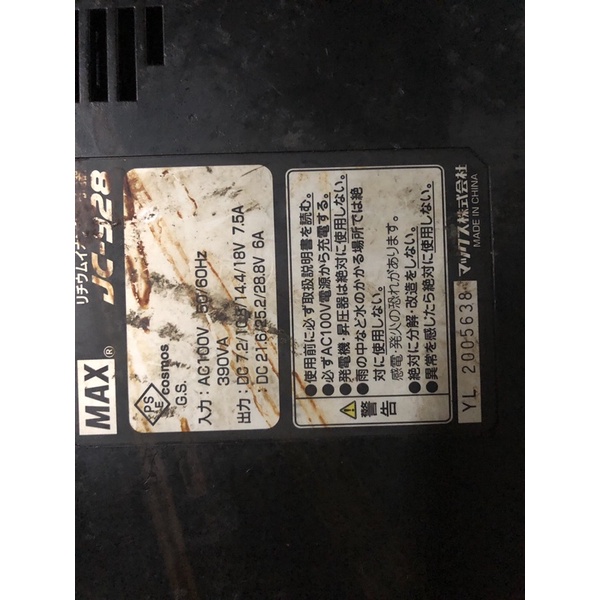 MAX®
リチウムイ
JC-928
PS
E
cosmos
G.S.
入力：AC100V 50/60Hz
390VA
出力：DC 7.2/10.8/14.4/18V 7.5A
DC 21.6/25.2/28.8V 6A
⚠警告
●使用前に必ず取扱説明書を読む。
●必ずAC100V電源から充電する。
●発電機・昇圧器は絶対に使用しない。
●雨の中など水のかかる場所では絶
対に使用しない。
感電・発火の恐れがあります。
●絶対に分解・改造をしない。
●異常を感じたら絶対に使用しない。
マックス株式会社
MADE IN CHINA
YL 2005638